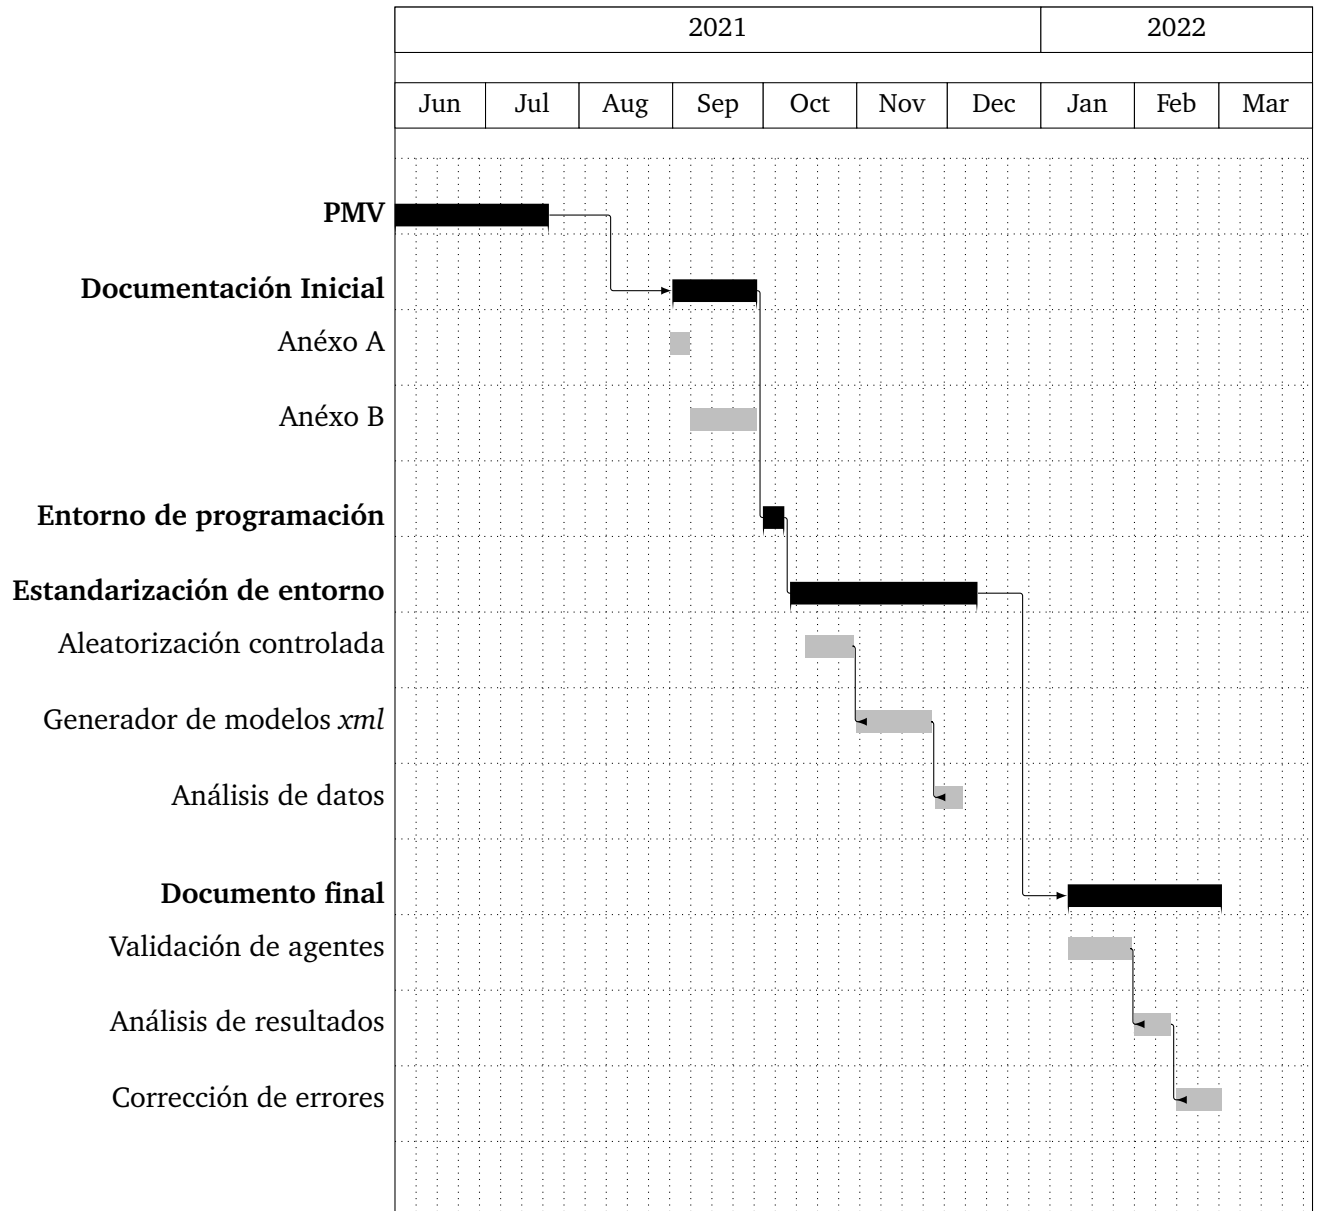 2021 2022
Jun Jul Aug Sep Oct Nov Dec Jan Feb Mar
PMV
Documentación Inicial
Anéxo A
Anéxo B
Entorno de programación
Estandarización de entorno
Aleatorización controlada
Generador de modelos xml
Análisis de datos
Documento final
Validación de agentes
Análisis de resultados
Corrección de errores